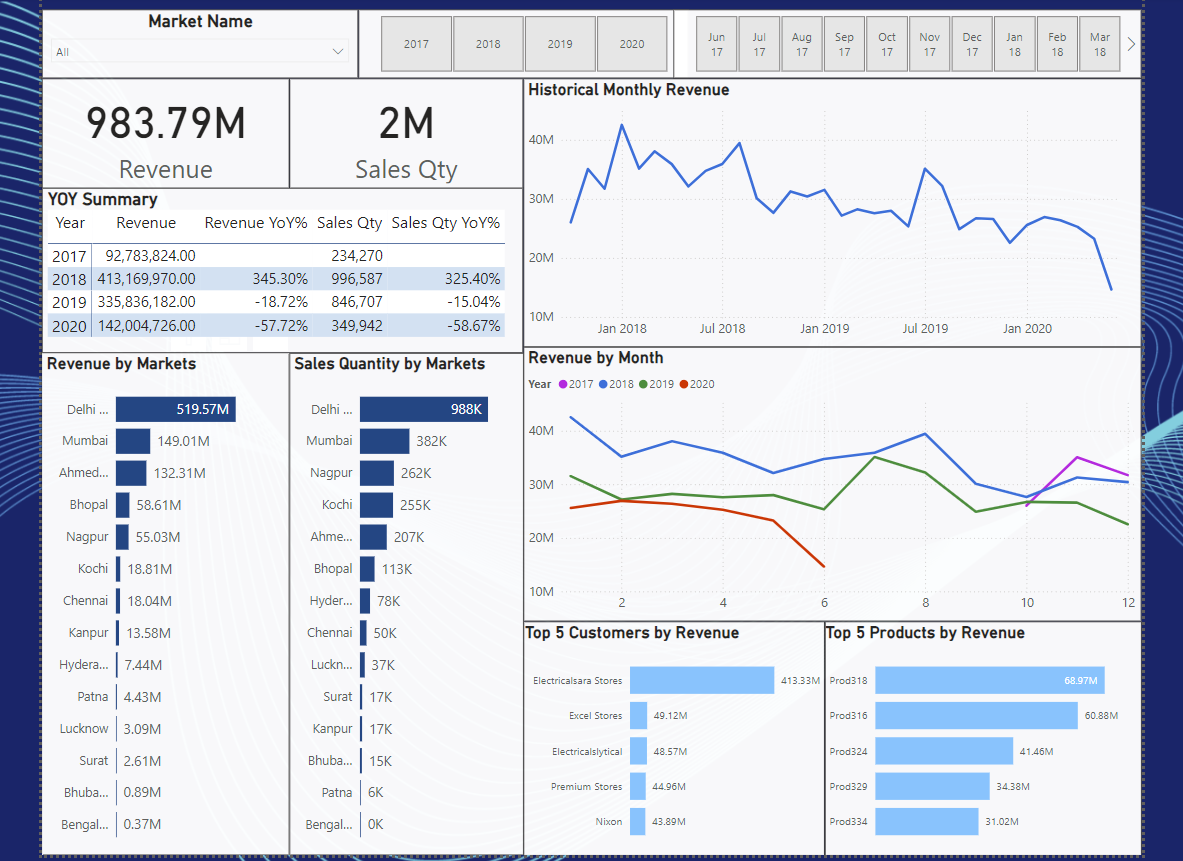 Market Name
All
2017 2018 2019 2020
Jun 17 Jul 17 Aug 17 Sep 17 Oct 17 Nov 17 Dec 17 Jan 18 Feb 18 Mar 18
983.79M
Revenue
2M
Sales Qty
YOY Summary
Year Revenue Revenue YoY% Sales Qty Sales Qty YoY%
2017 92,783,824.00 234,270
2018 413,169,970.00 345.30% 996,587 325.40%
2019 335,836,182.00 -18.72% 846,707 -15.04%
2020 142,004,726.00 -57.72% 349,942 -58.67%
Historical Monthly Revenue
40M
30M
20M
10M
Jan 2018 Jul 2018 Jan 2019 Jul 2019 Jan 2020
Revenue by Markets
Delhi ... 519.57M
Mumbai 149.01M
Ahmed... 132.31M
Bhopal 58.61M
Nagpur 55.03M
Kochi 18.81M
Chennai 18.04M
Kanpur 13.58M
Hydera... 7.44M
Patna 4.43M
Lucknow 3.09M
Surat 2.61M
Bhuba... 0.89M
Bengal... 0.37M
Sales Quantity by Markets
Delhi ... 988K
Mumbai 382K
Nagpur 262K
Kochi 255K
Ahme... 207K
Bhopal 113K
Hyder... 78K
Chennai 50K
Luckn... 37K
Surat 17K
Kanpur 17K
Bhuba... 15K
Patna 6K
Bengal... 0K
Revenue by Month
Year 2017 2018 2019 2020
40M
30M
20M
10M
2 4 6 8 10 12
Top 5 Customers by Revenue
Electricalsara Stores 413.33M
Excel Stores 49.12M
Electricalslytical 48.57M
Premium Stores 44.96M
Nixon 43.89M
Top 5 Products by Revenue
Prod318 68.97M
Prod316 60.88M
Prod324 41.46M
Prod329 34.38M
Prod334 31.02M